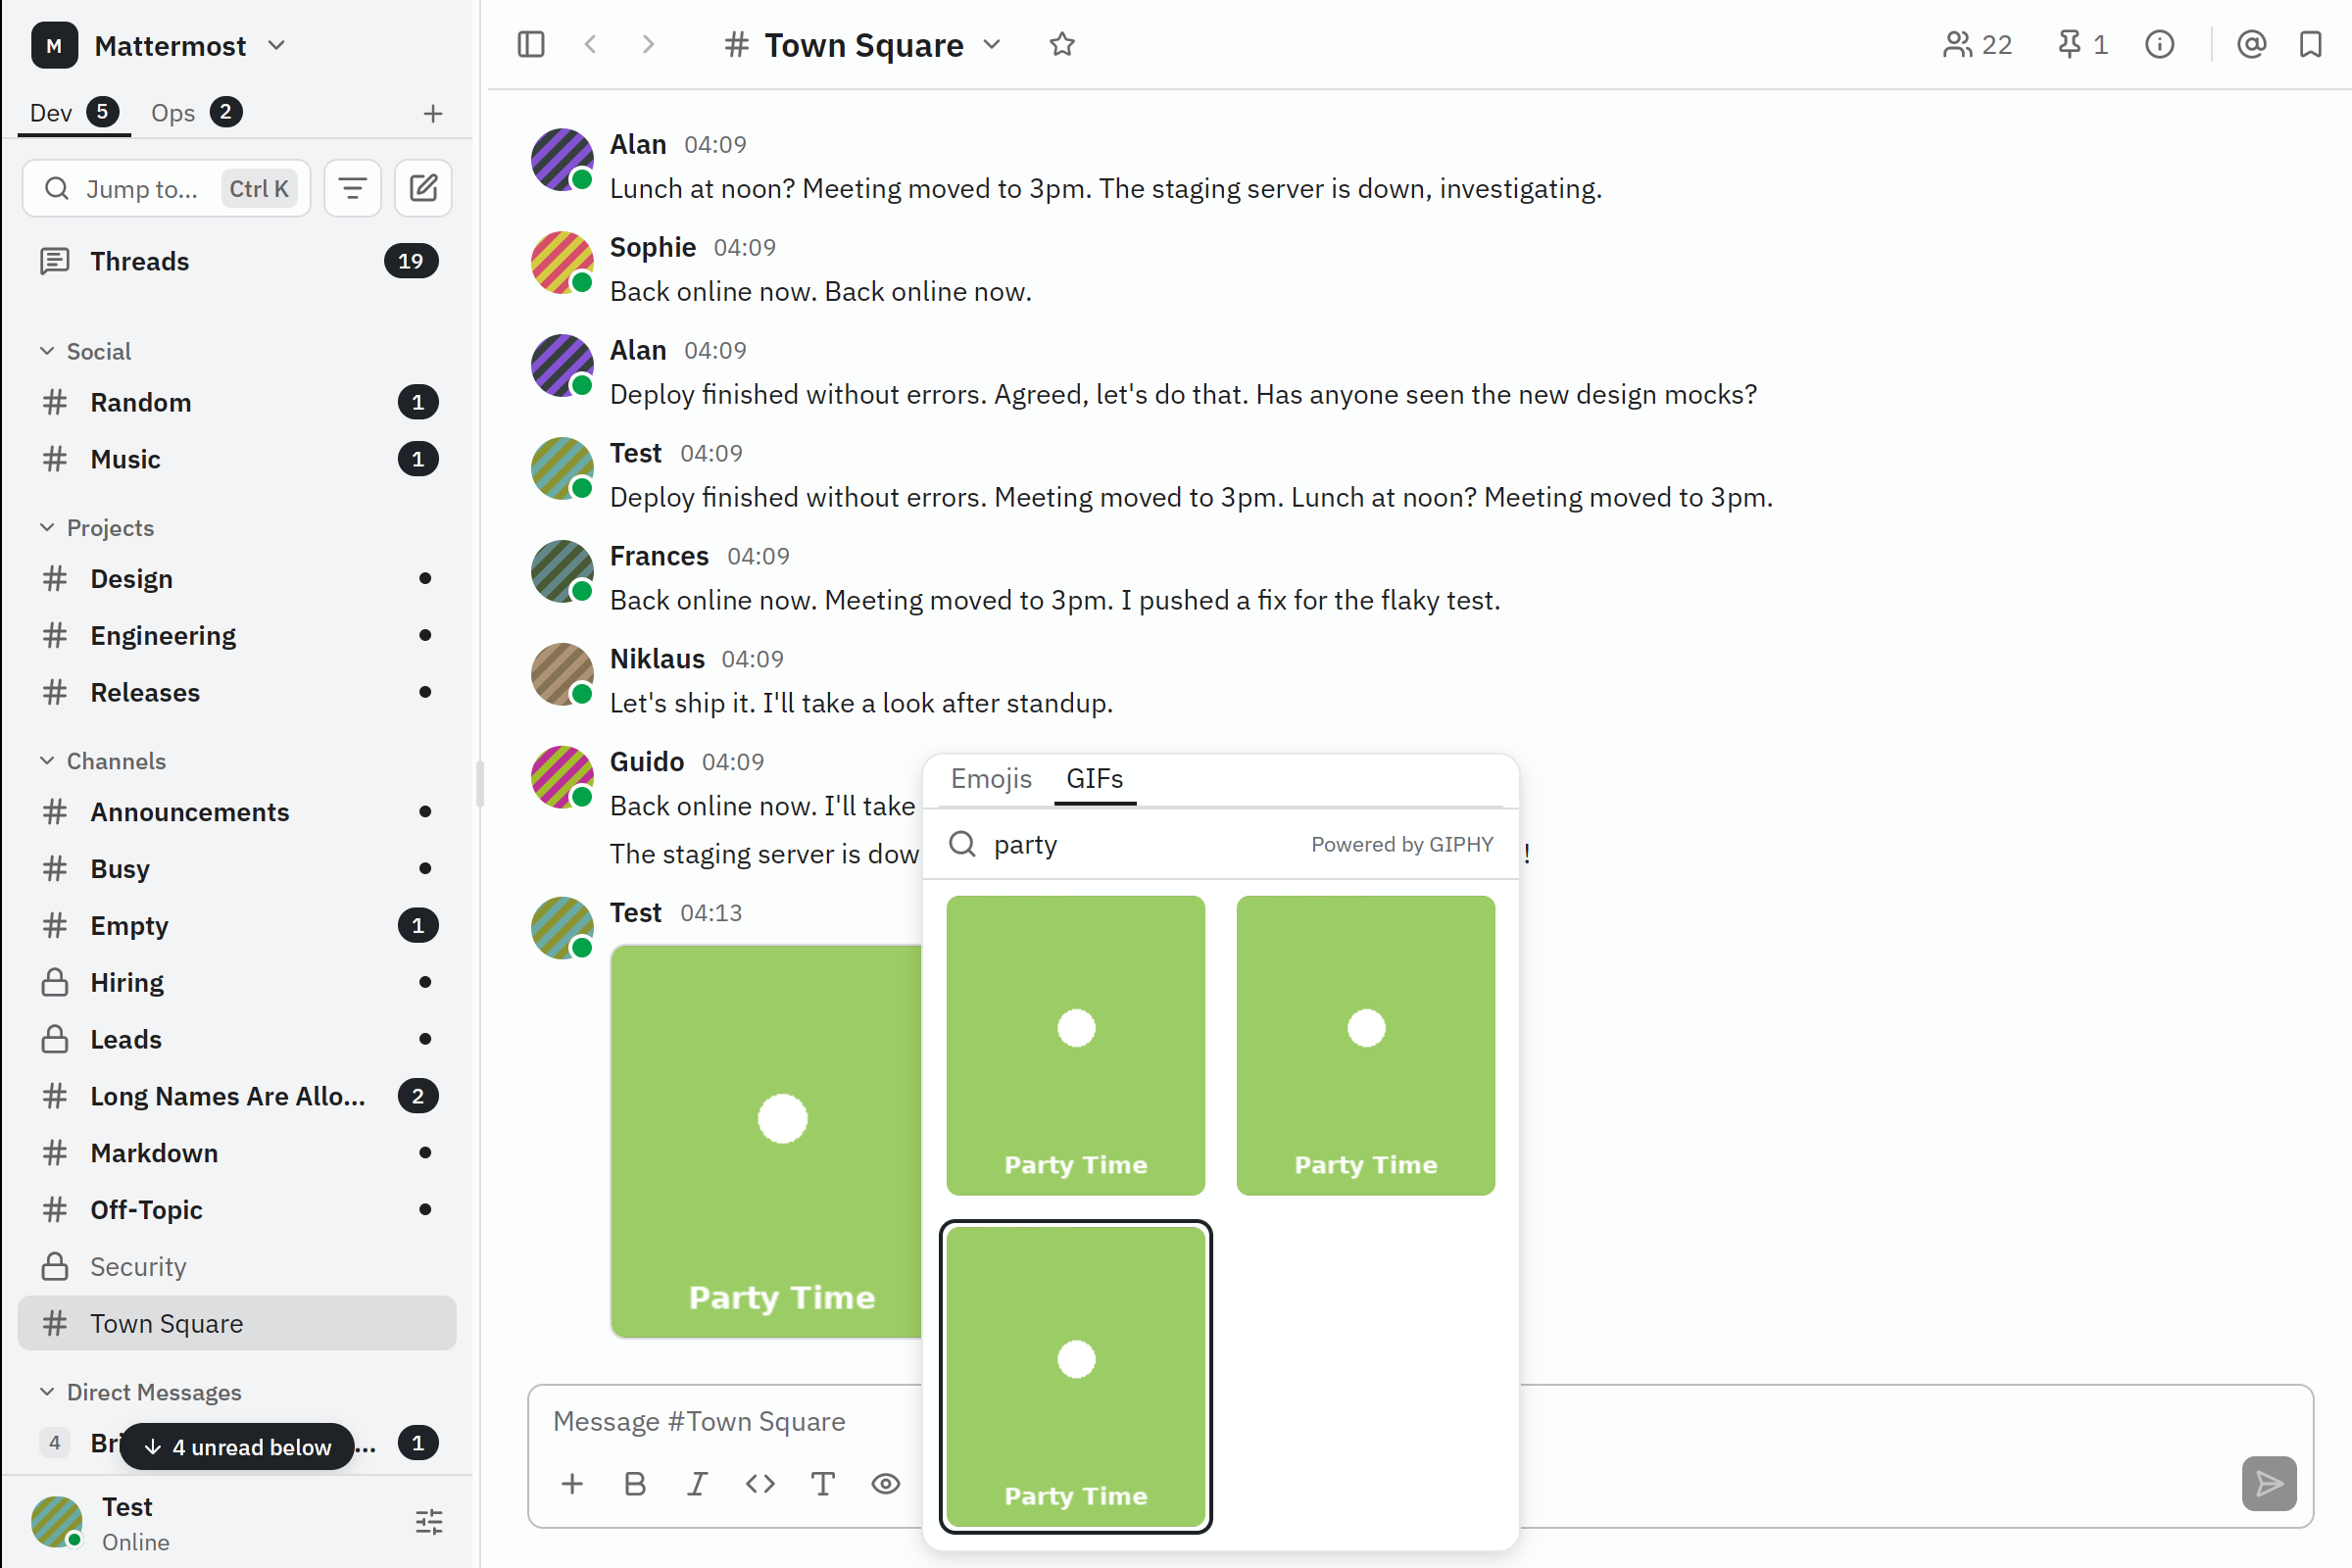 M Mattermost
Dev 5 Ops 2
Jump to... Ctrl K
Threads 19
Social
Random 1
Music 1
Projects
Design
Engineering
Releases
Channels
Announcements
Busy
Empty 1
Hiring
Leads
Long Names Are Allo... 2
Markdown
Off-Topic
Security
Town Square
Direct Messages
4 ... 1
4 unread below
Test
Online
Town Square 22 1
Alan 04:09
Lunch at noon? Meeting moved to 3pm. The staging server is down, investigating.
Sophie 04:09
Back online now. Back online now.
Alan 04:09
Deploy finished without errors. Agreed, let's do that. Has anyone seen the new design mocks?
Test 04:09
Deploy finished without errors. Meeting moved to 3pm. Lunch at noon? Meeting moved to 3pm.
Frances 04:09
Back online now. Meeting moved to 3pm. I pushed a fix for the flaky test.
Niklaus 04:09
Let's ship it. I'll take a look after standup.
Guido 04:09
Back online now. I'll take
The staging server is dow !
Test 04:13
Party Time
Emojis GIFs
party Powered by GIPHY
Party Time Party Time
Party Time
Message #Town Square